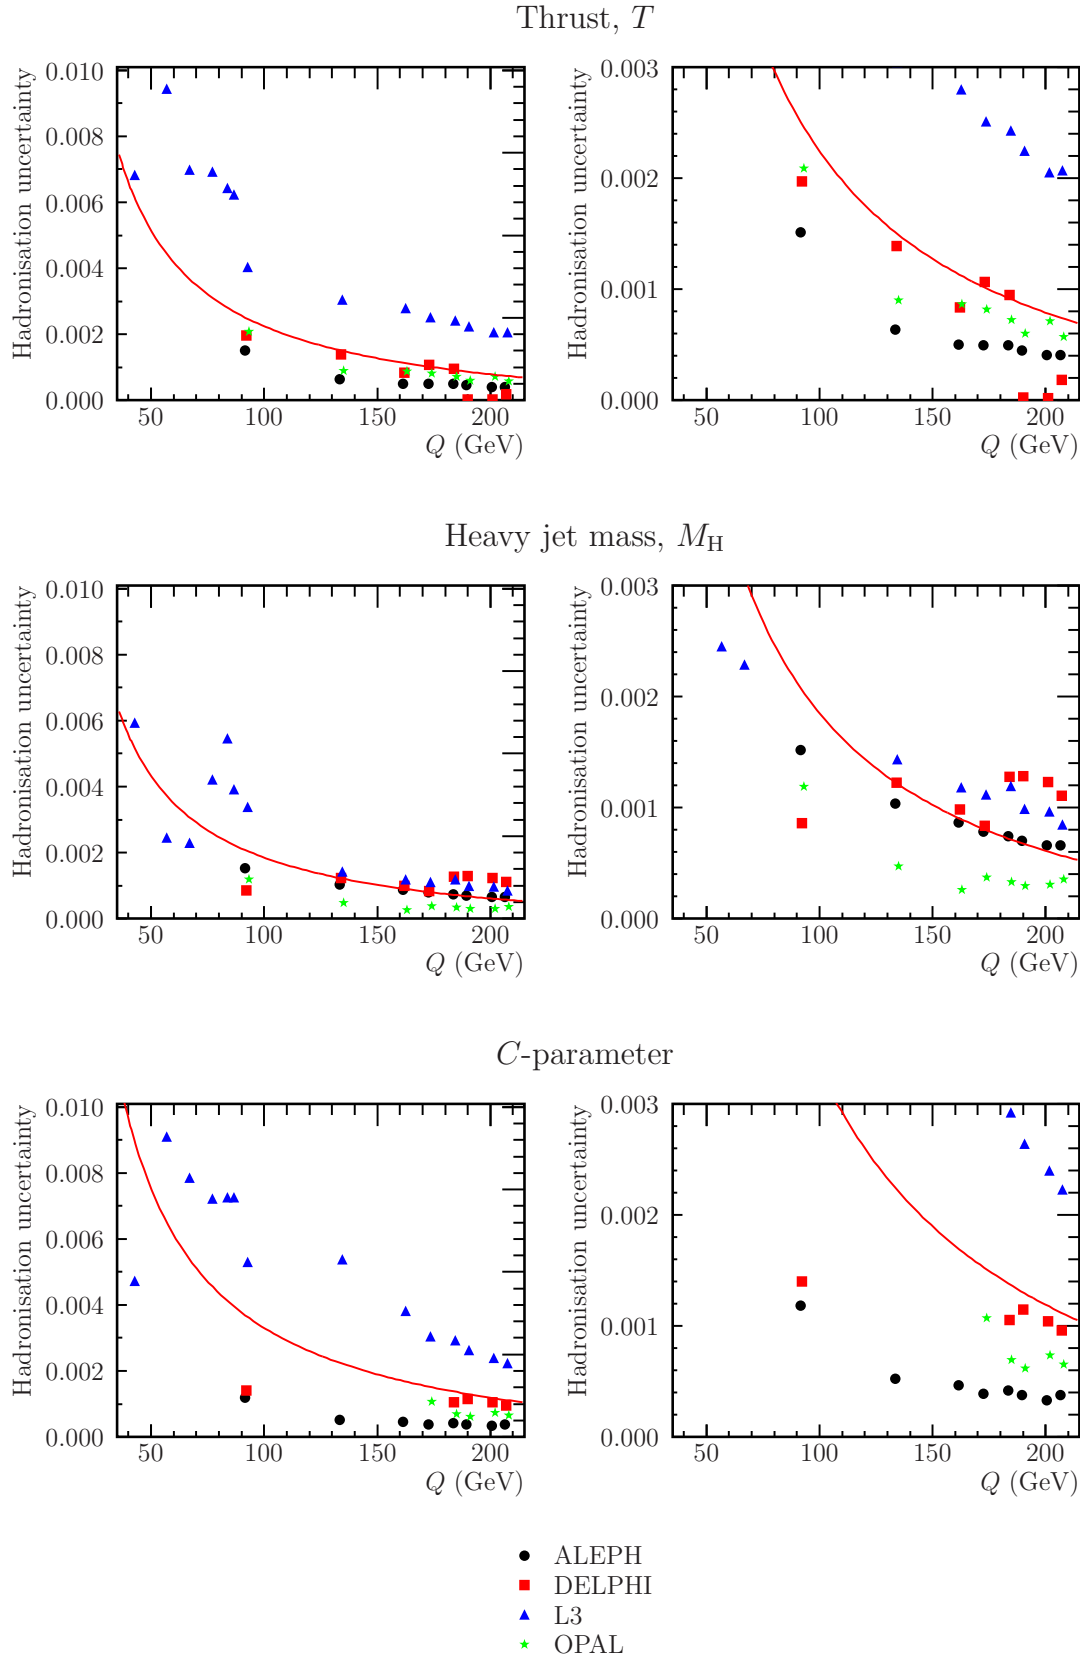 Thrust, T
Hadronisation uncertainty
0.010
0.008
0.006
0.004
0.002
0.000
50 100 150 200
Q (GeV)
Hadronisation uncertainty
0.003
0.002
0.001
0.000
50 100 150 200
Q (GeV)
Heavy jet mass, M_H
Hadronisation uncertainty
0.010
0.008
0.006
0.004
0.002
0.000
50 100 150 200
Q (GeV)
Hadronisation uncertainty
0.003
0.002
0.001
0.000
50 100 150 200
Q (GeV)
C-parameter
Hadronisation uncertainty
0.010
0.008
0.006
0.004
0.002
0.000
50 100 150 200
Q (GeV)
Hadronisation uncertainty
0.003
0.002
0.001
0.000
50 100 150 200
Q (GeV)
ALEPH
DELPHI
L3
OPAL